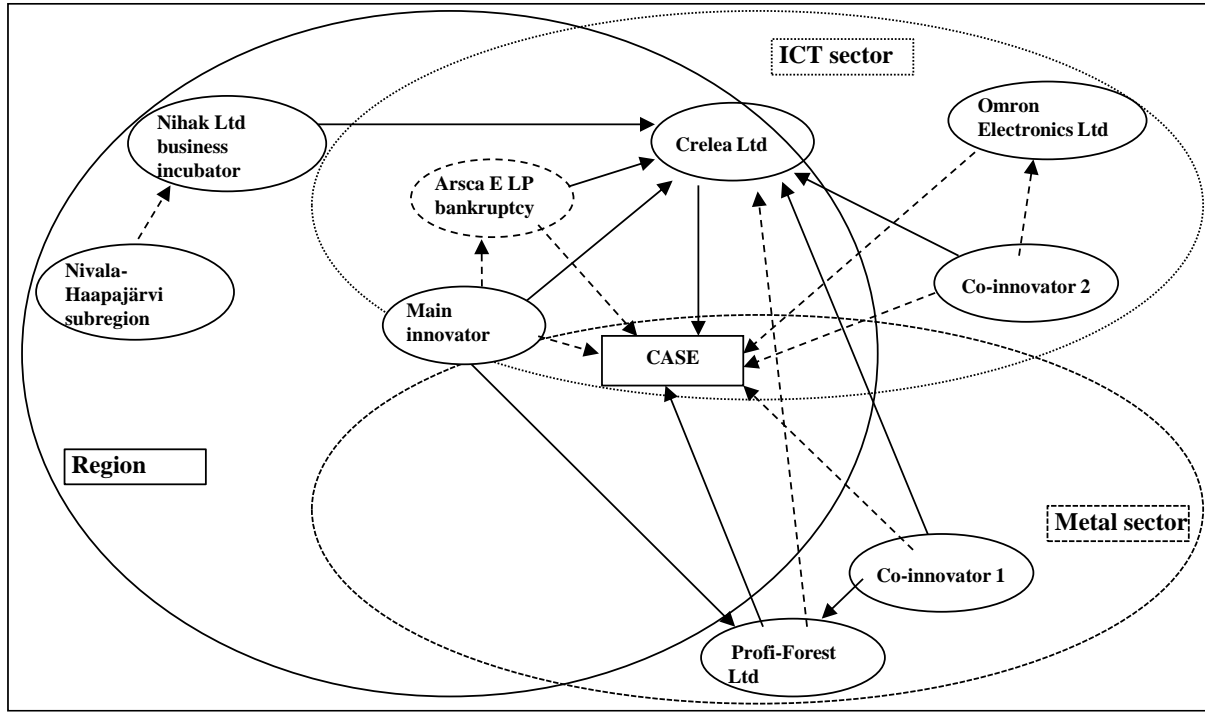 ICT sector
Nihak Ltd
business
incubator
Crelea Ltd
Omron
Electronics Ltd
Arsca E LP
bankruptcy
Nivala-
Haapajärvi
subregion
Main
innovator
Co-innovator 2
CASE
Region
Metal sector
Co-innovator 1
Profi-Forest
Ltd